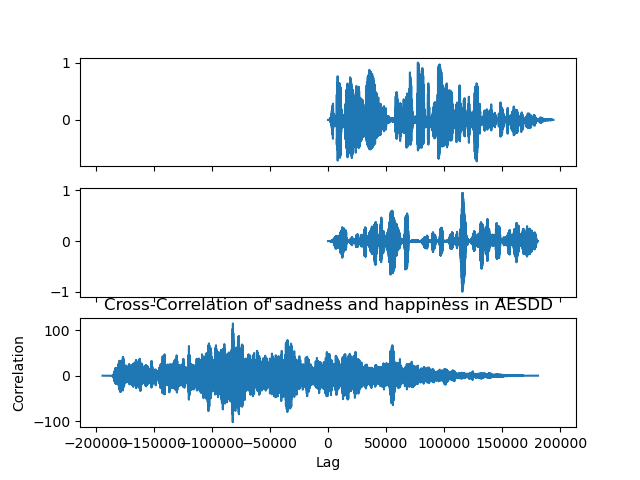 1
0
1
0
−1
Cross-Correlation of sadness and happiness in AESDD
100
0
−100
Correlation
−200000 −150000 −100000 −50000 0 50000 100000 150000 200000
Lag